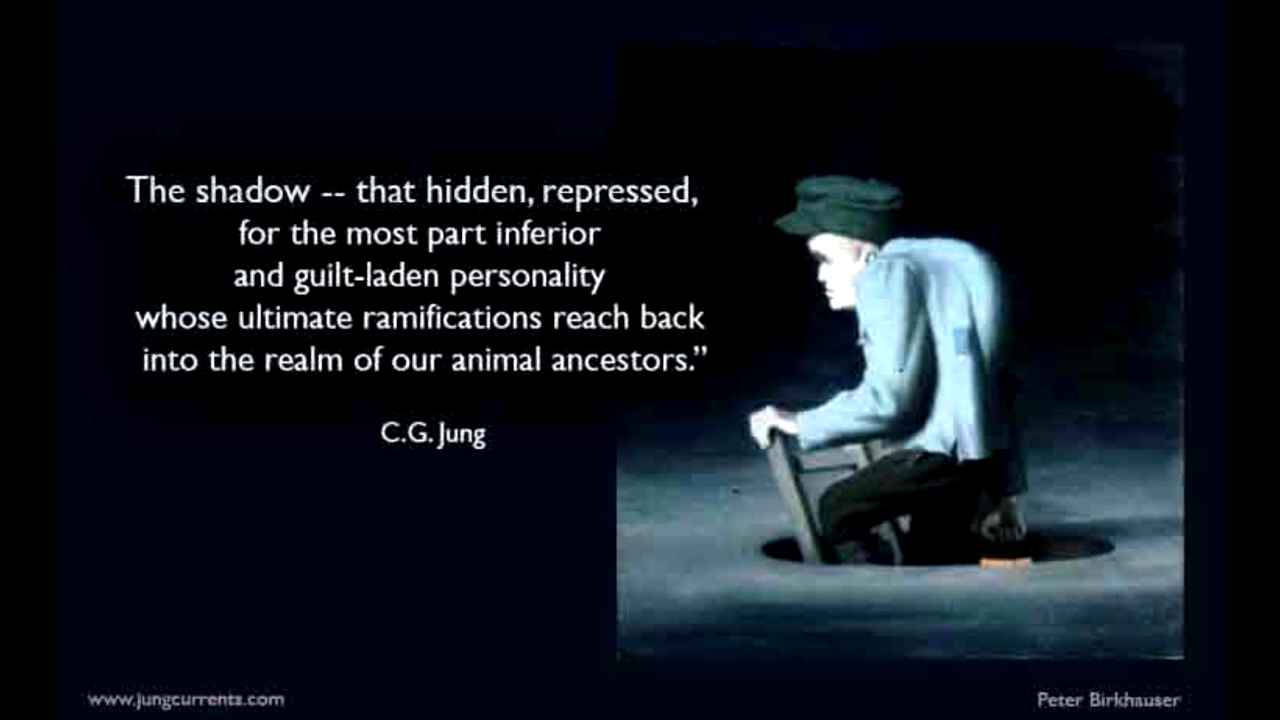 The shadow -- that hidden, repressed,
for the most part inferior
and guilt-laden personality
whose ultimate ramifications reach back
into the realm of our animal ancestors.”
C.G. Jung
www.jungcurrents.com
Peter Birkhauser